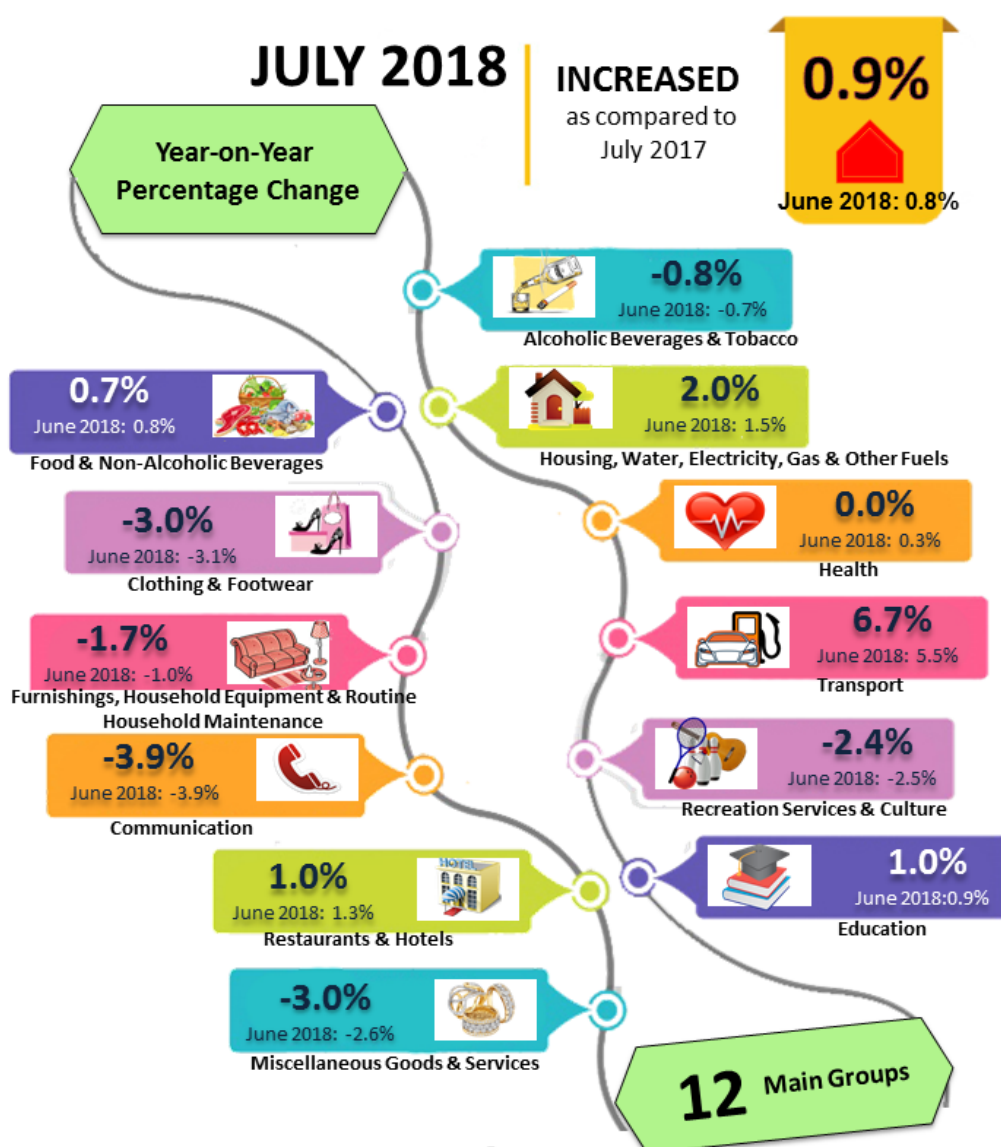 JULY 2018
INCREASED
as compared to
July 2017
0.9%
June 2018: 0.8%
Year-on-Year
Percentage Change
-0.8%
June 2018: -0.7%
Alcoholic Beverages & Tobacco
0.7%
June 2018: 0.8%
Food & Non-Alcoholic Beverages
2.0%
June 2018: 1.5%
Housing, Water, Electricity, Gas & Other Fuels
-3.0%
June 2018: -3.1%
Clothing & Footwear
0.0%
June 2018: 0.3%
Health
-1.7%
June 2018: -1.0%
Furnishings, Household Equipment & Routine
Household Maintenance
6.7%
June 2018: 5.5%
Transport
-3.9%
June 2018: -3.9%
Communication
-2.4%
June 2018: -2.5%
Recreation Services & Culture
HOTEL
1.0%
June 2018: 1.3%
Restaurants & Hotels
1.0%
June 2018:0.9%
Education
-3.0%
June 2018: -2.6%
Miscellaneous Goods & Services
12 Main Groups